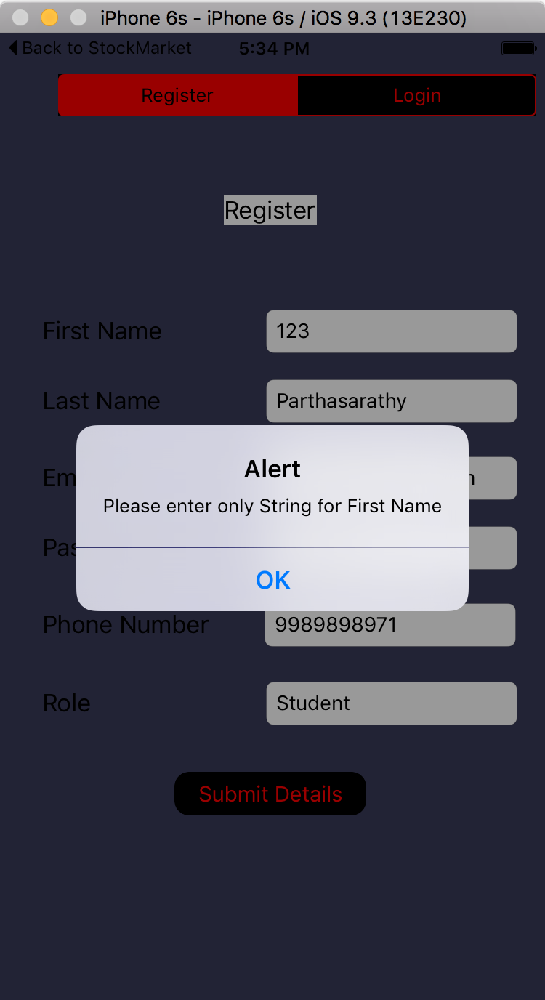 iPhone 6s - iPhone 6s / iOS 9.3 (13E230)
Back to StockMarket 5:34 PM
Register Login
Register
First Name 123
Last Name Parthasarathy
Alert
Please enter only String for First Name
OK
Phone Number 9989898971
Role Student
Submit Details